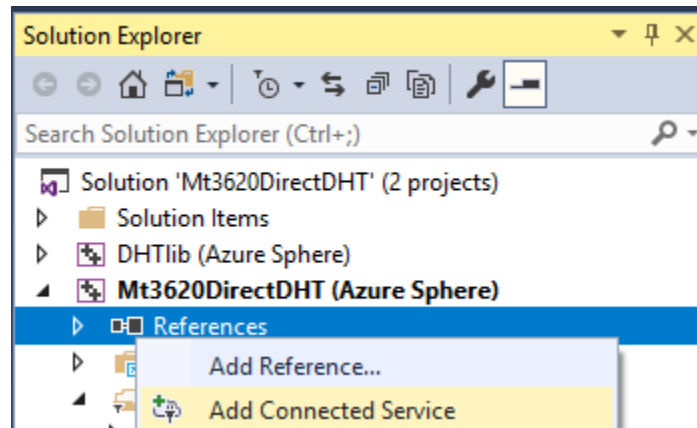 Solution Explorer
Search Solution Explorer (Ctrl+;)
Solution 'Mt3620DirectDHT' (2 projects)
Solution Items
DHTlib (Azure Sphere)
Mt3620DirectDHT (Azure Sphere)
References
Add Reference...
Add Connected Service